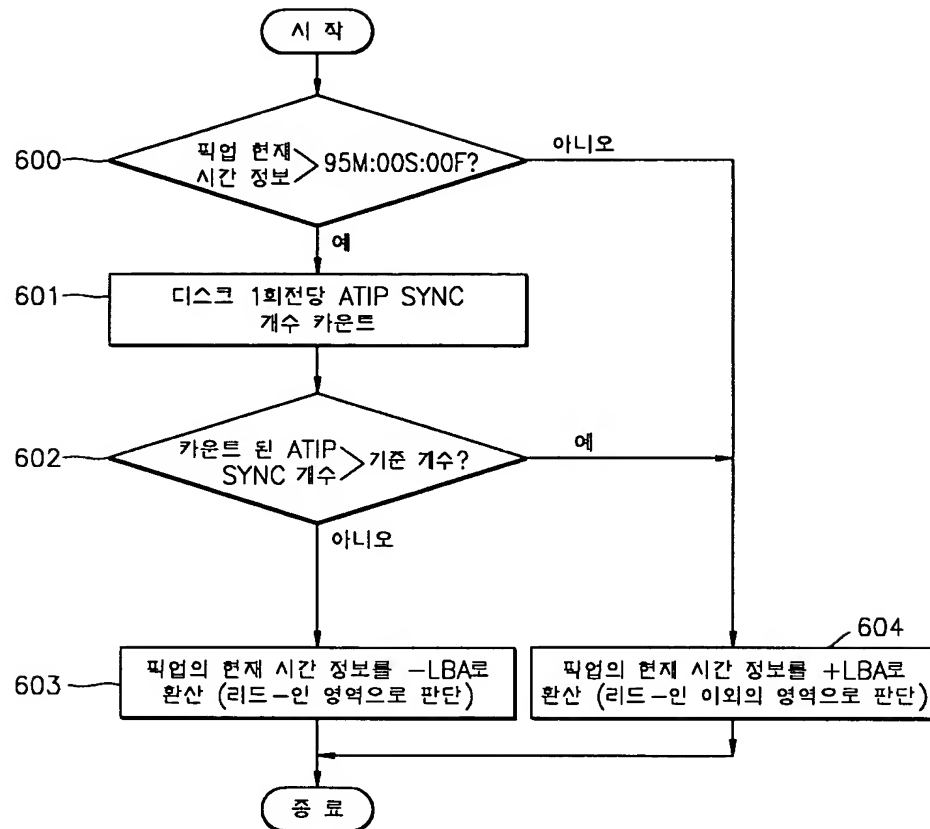 시 작
600
픽업 현재
시간 정보 > 95M:00S:00F?
아니오
예
601
디스크 1회전당 ATIP SYNC
개수 카운트
602
카운트 된 ATIP
SYNC 개수 > 기준 개수?
예
아니오
604
603
픽업의 현재 시간 정보를 -LBA로
환산 (리드-인 영역으로 판단)
픽업의 현재 시간 정보를 +LBA로
환산 (리드-인 이외의 영역으로 판단)
종 료